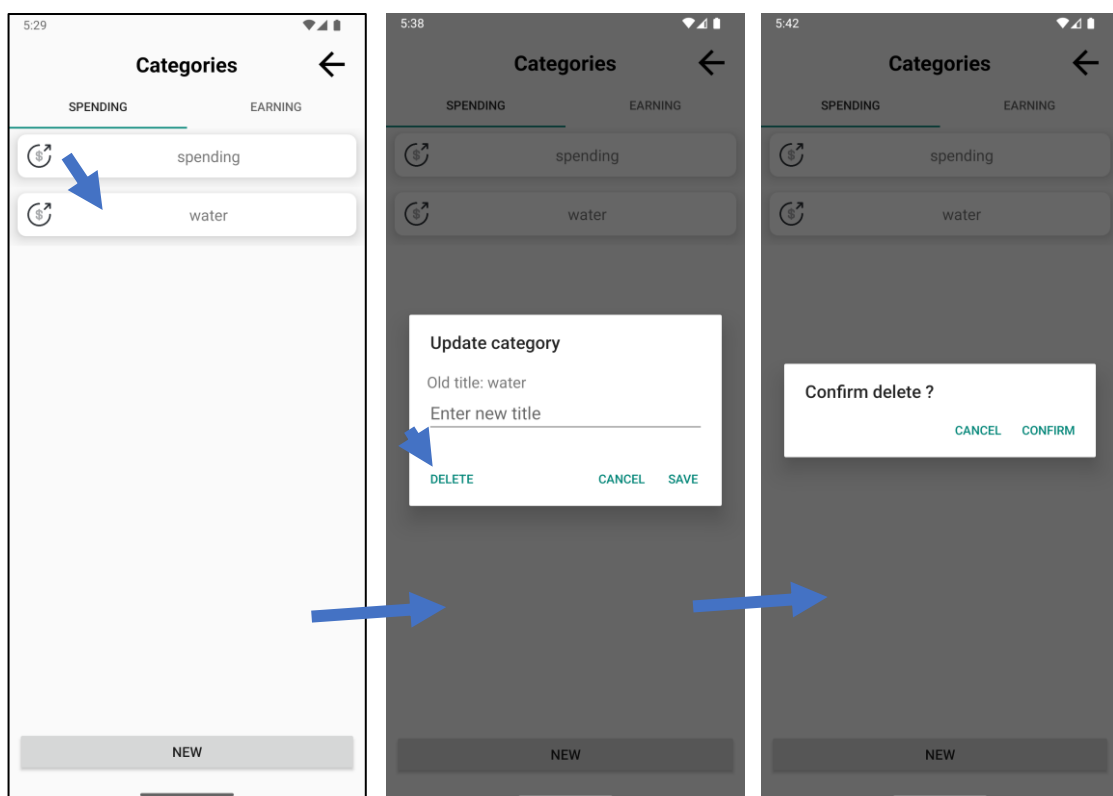 5:29
Categories
SPENDING EARNING
$ spending
$ water
NEW
5:38
Categories
SPENDING EARNING
$ spending
$ water
Update category
Old title: water
Enter new title
DELETE CANCEL SAVE
NEW
5:42
Categories
SPENDING EARNING
$ spending
$ water
Confirm delete ?
CANCEL CONFIRM
NEW